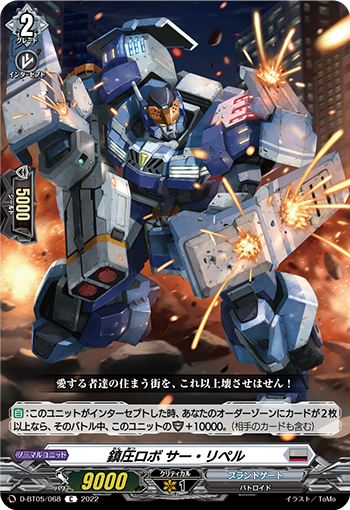 2
グレード
インターセプト
5000
シールド
愛する者達の住まう街を、これ以上壊させはせん!
自:このユニットがインターセプトした時、あなたのオーダーゾーンにカードが2枚
以上なら、そのバトル中、このユニットの+10000。(相手のカードも含む)
ノーマルユニット
鎮圧ロボ サー・リペル
パワー 9000
クリティカル
1
ブラントゲート
バトロイド
D-BT05/068 C 2022
イラスト/ToMo